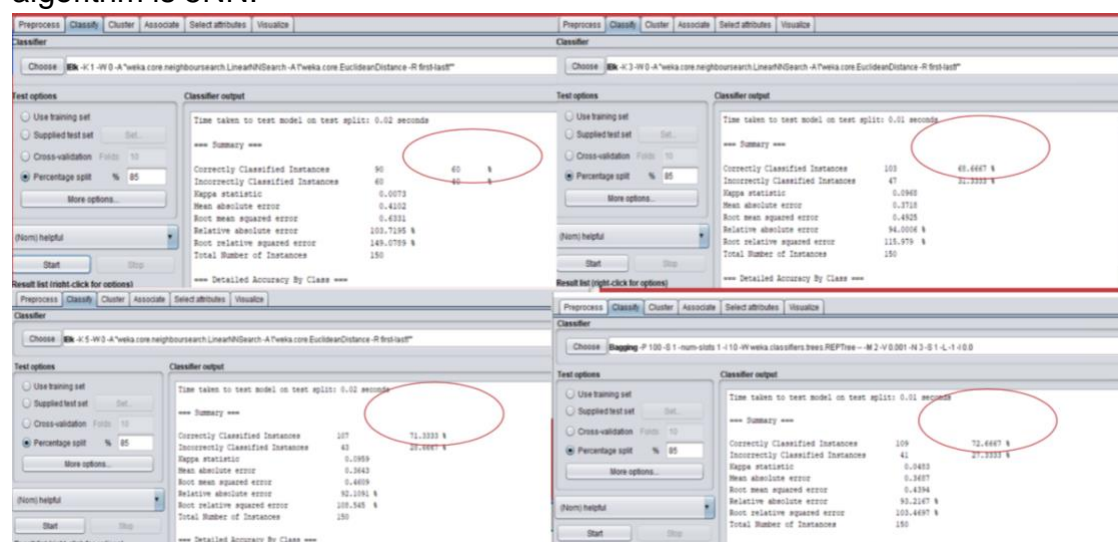 algorithm is 5NN:
Preprocess Classify Cluster Associate Select attributes Visualize
Classifier
Choose IBk -K 1 -W 0 -A "weka.core.neighboursearch.LinearNNSearch -A \"weka.core.EuclideanDistance -R first-last\""
Test options
Use training set
Supplied test set Set...
Cross-validation Folds 10
Percentage split % 85
More options...
(Nom) helpful
Start Stop
Result list (right-click for options)
Classifier output
Time taken to test model on test split: 0.02 seconds
=== Summary ===
Correctly Classified Instances 90 60 %
Incorrectly Classified Instances 60 40 %
Kappa statistic 0.0073
Mean absolute error 0.4102
Root mean squared error 0.6331
Relative absolute error 103.7195 %
Root relative squared error 149.0789 %
Total Number of Instances 150
=== Detailed Accuracy By Class ===
Preprocess Classify Cluster Associate Select attributes Visualize
Classifier
Choose IBk -K 3 -W 0 -A "weka.core.neighboursearch.LinearNNSearch -A \"weka.core.EuclideanDistance -R first-last\""
Test options
Use training set
Supplied test set Set...
Cross-validation Folds 10
Percentage split % 85
More options...
(Nom) helpful
Start Stop
Result list (right-click for options)
Classifier output
Time taken to test model on test split: 0.01 seconds
=== Summary ===
Correctly Classified Instances 103 68.6667 %
Incorrectly Classified Instances 47 31.3333 %
Kappa statistic
Mean absolute error 0.3718
Root mean squared error 0.4925
Relative absolute error 94.0006 %
Root relative squared error 115.979 %
Total Number of Instances 150
=== Detailed Accuracy By Class ===
Preprocess Classify Cluster Associate Select attributes Visualize
Classifier
Choose IBk -K 5 -W 0 -A "weka.core.neighboursearch.LinearNNSearch -A \"weka.core.EuclideanDistance -R first-last\""
Test options
Use training set
Supplied test set Set...
Cross-validation Folds 10
Percentage split % 85
More options...
(Nom) helpful
Start Stop
Classifier output
Time taken to test model on test split: 0.02 seconds
=== Summary ===
Correctly Classified Instances 107 71.3333 %
Incorrectly Classified Instances 43 28.6667 %
Kappa statistic
Mean absolute error 0.3643
Root mean squared error 0.4609
Relative absolute error 92.1091 %
Root relative squared error 108.545 %
Total Number of Instances 150
=== Detailed Accuracy By Class ===
Preprocess Classify Cluster Associate Select attributes Visualize
Classifier
Choose Bagging -P 100 -S 1 -num-slots 1 -I 10 -W weka.classifiers.trees.REPTree -- -M 2 -V 0.001 -N 3 -S 1 -L -1 -I 0.0
Test options
Use training set
Supplied test set Set...
Cross-validation Folds 10
Percentage split % 85
More options...
(Nom) helpful
Start Stop
Classifier output
Time taken to test model on test split: 0.01 seconds
=== Summary ===
Correctly Classified Instances 109 72.6667 %
Incorrectly Classified Instances 41 27.3333 %
Kappa statistic
Mean absolute error 0.3687
Root mean squared error 0.4394
Relative absolute error 93.2167 %
Root relative squared error 103.4697 %
Total Number of Instances 150